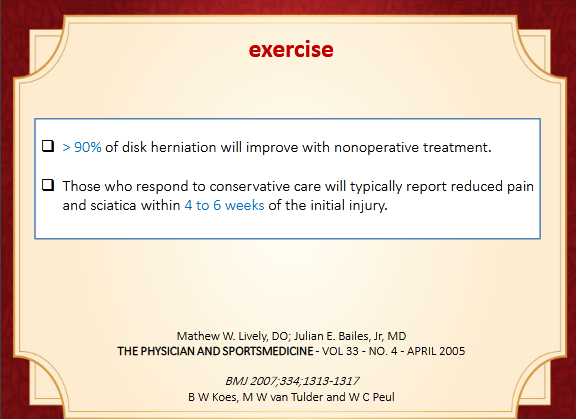 exercise
❑ > 90% of disk herniation will improve with nonoperative treatment.
❑ Those who respond to conservative care will typically report reduced pain
and sciatica within 4 to 6 weeks of the initial injury.
Mathew W. Lively, DO; Julian E. Bailes, Jr, MD
THE PHYSICIAN AND SPORTSMEDICINE - VOL 33 - NO. 4 - APRIL 2005
BMJ 2007;334;1313-1317
B W Koes, M W van Tulder and W C Peul